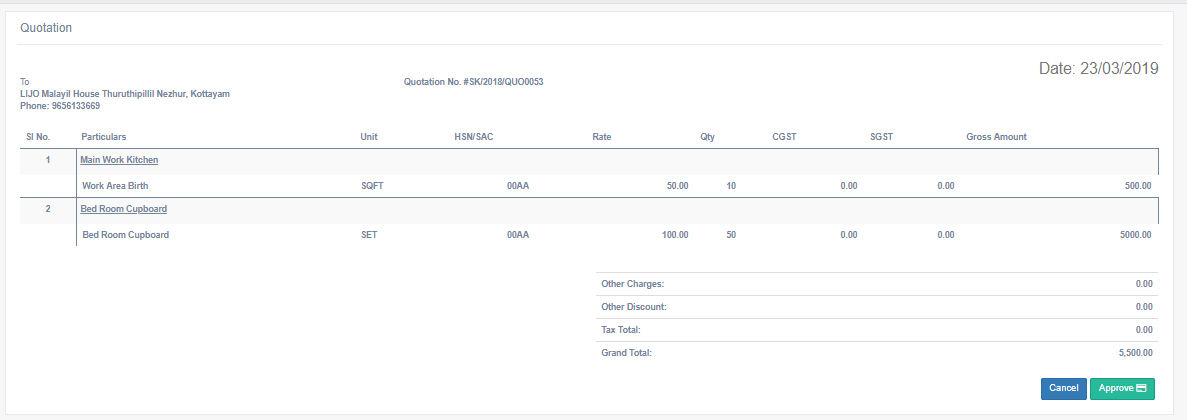 Quotation
Date: 23/03/2019
To
Quotation No. #SK/2018/QUO0053
LIJO Malayil House Thuruthipillil Nezhur, Kottayam
Phone: 9656133669
Sl No. Particulars Unit HSN/SAC Rate Qty CGST SGST Gross Amount
1 Main Work Kitchen
Work Area Birth SQFT 00AA 50.00 10 0.00 0.00 500.00
2 Bed Room Cupboard
Bed Room Cupboard SET 00AA 100.00 50 0.00 0.00 5000.00
Other Charges: 0.00
Other Discount: 0.00
Tax Total: 0.00
Grand Total: 5,500.00
Cancel Approve